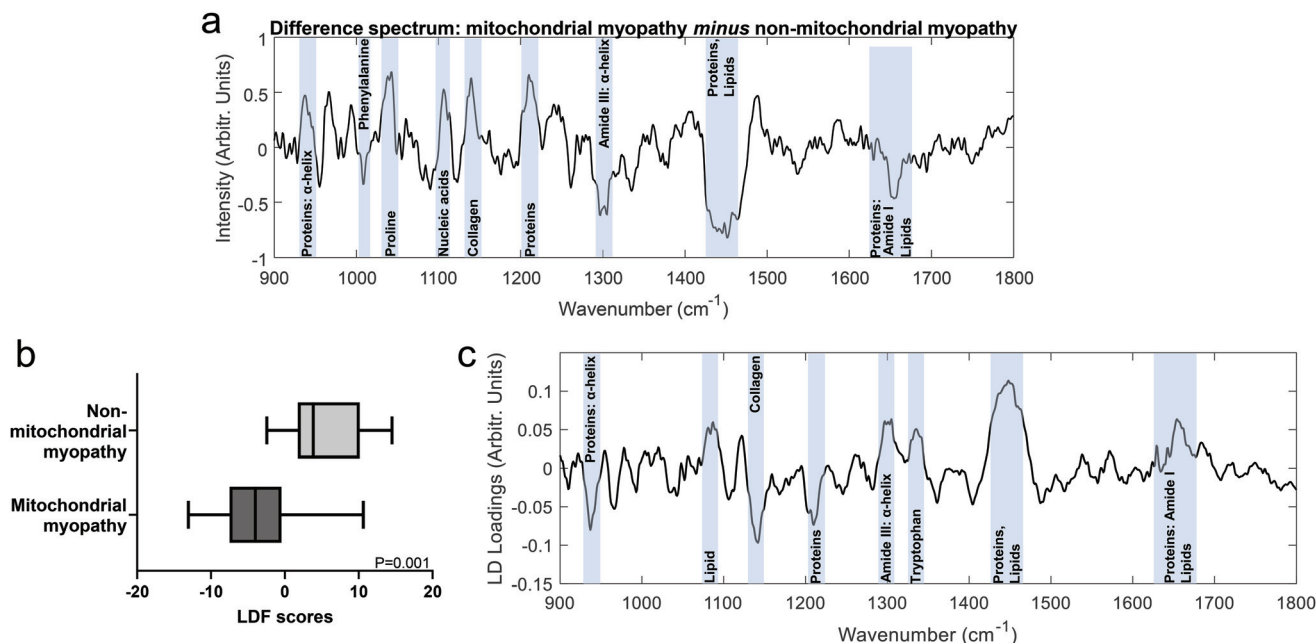 a
Difference spectrum: mitochondrial myopathy minus non-mitochondrial myopathy
Intensity (Arbitr. Units)
1
0.5
0
-0.5
-1
Proteins: α-helix
Phenylalanine
Proline
Nucleic acids
Collagen
Proteins
Amide III: α-helix
Proteins,
Lipids
Proteins:
Amide I
Lipids
900 1000 1100 1200 1300 1400 1500 1600 1700 1800
Wavenumber (cm-1)
b
Non-
mitochondrial
myopathy
Mitochondrial
myopathy
P=0.001
-20 -10 0 10 20
LDF scores
c
LD Loadings (Arbitr. Units)
0.1
0.05
0
-0.05
-0.1
-0.15
Proteins: α-helix
Lipid
Collagen
Proteins
Amide III: α-helix
Tryptophan
Proteins,
Lipids
Proteins: Amide I
Lipids
900 1000 1100 1200 1300 1400 1500 1600 1700 1800
Wavenumber (cm-1)